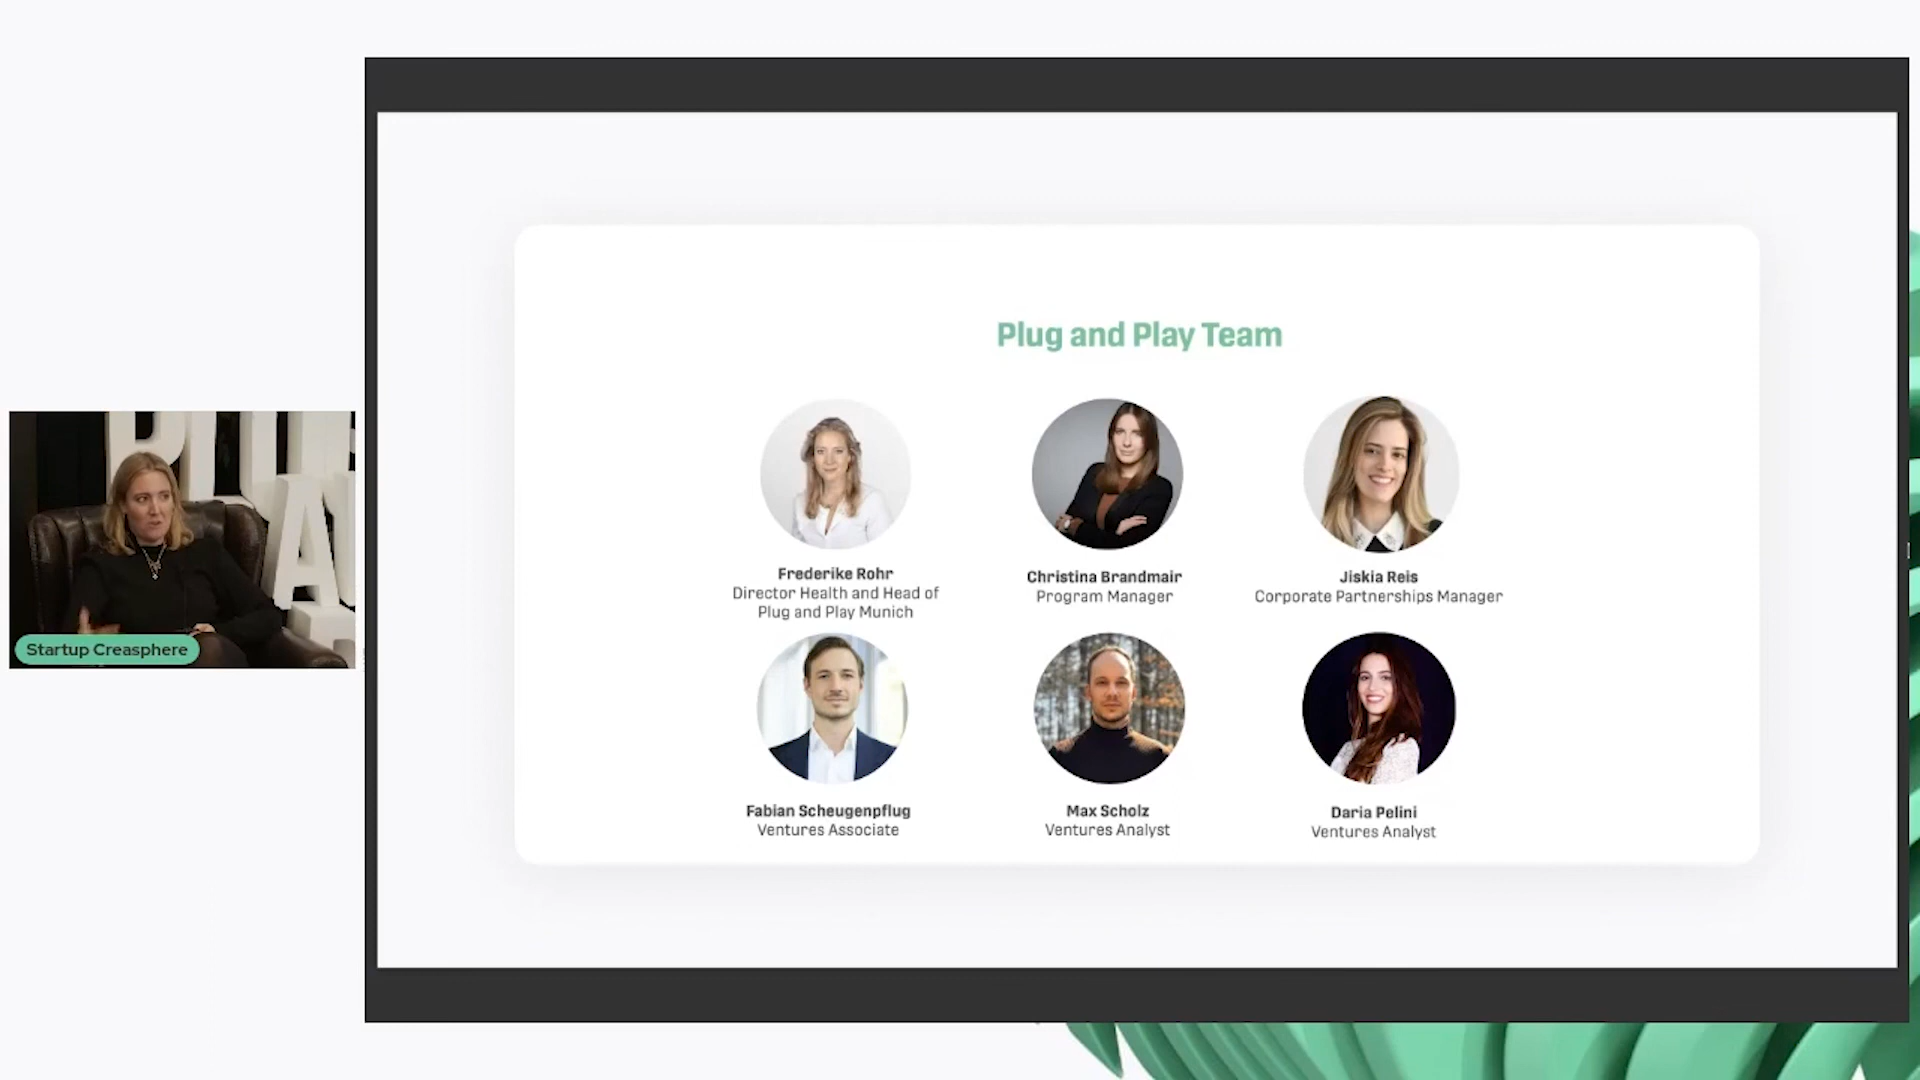 Plug and Play Team
Frederike Rohr
Director Health and Head of
Plug and Play Munich
Christina Brandmair
Program Manager
Jiskia Reis
Corporate Partnerships Manager
Fabian Scheugenpflug
Ventures Associate
Max Scholz
Ventures Analyst
Daria Pelini
Ventures Analyst
Startup Creasphere